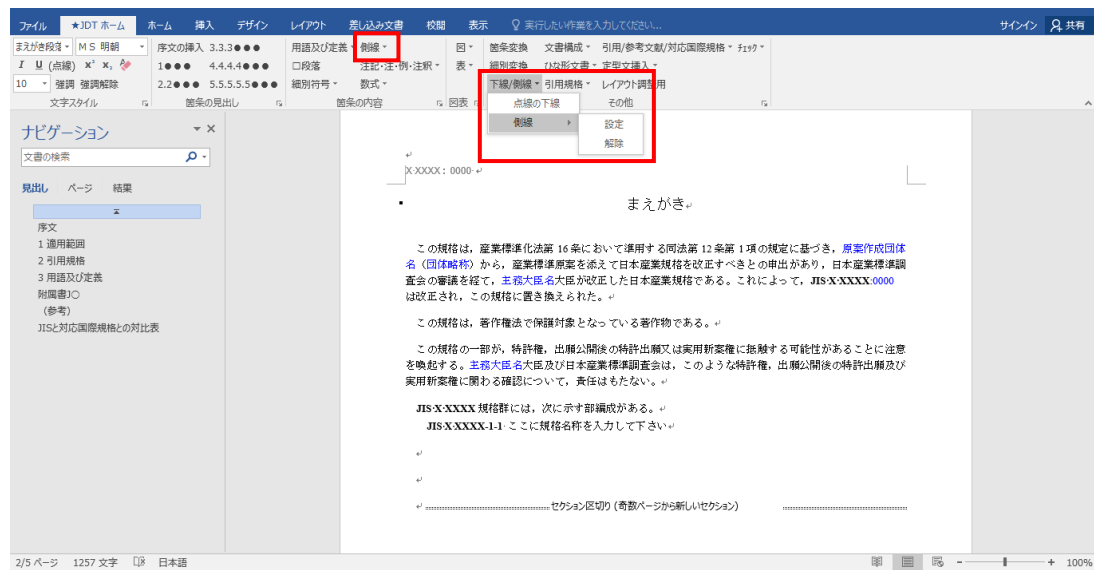 ファイル ★JDT ホーム ホーム 挿入 デザイン レイアウト 差し込み文書 校閲 表示 実行したい作業を入力してください... サインイン 共有
まえがき段落 ＭＳ 明朝 序文の挿入 3.3.3●●● 用語及び定義 側線 図 箇条変換 文書構成 引用/参考文献/対応国際規格 ﾁｪｯｸ
I U (点線) x² x₂ 1●●● 4.4.4.4●●● □段落 注記･注･例･注釈 表 細別変換 ひな形文書 定型文挿入
10 強調 強調解除 2.2●●● 5.5.5.5.5●●● 細別符号 数式 下線/側線 引用規格 レイアウト調整用
文字スタイル 箇条の見出し 箇条の内容 図表 その他
点線の下線
側線 設定
解除
ナビゲーション
文書の検索
見出し ページ 結果
序文
1 適用範囲
2 引用規格
3 用語及び定義
附属書J○
(参考)
JISと対応国際規格との対比表
X XXXX：0000
まえがき
この規格は，産業標準化法第 16 条において準用する同法第 12 条第 1 項の規定に基づき，原案作成団体
名（団体略称）から，産業標準原案を添えて日本産業規格を改正すべきとの申出があり，日本産業標準調
査会の審議を経て，主務大臣名大臣が改正した日本産業規格である。これによって，JIS X XXXX:0000
は改正され，この規格に置き換えられた。
この規格は，著作権法で保護対象となっている著作物である。
この規格の一部が，特許権，出願公開後の特許出願又は実用新案権に抵触する可能性があることに注意
を喚起する。主務大臣名大臣及び日本産業標準調査会は，このような特許権，出願公開後の特許出願及び
実用新案権に関わる確認について，責任はもたない。
JIS X XXXX 規格群には，次に示す部編成がある。
JIS X XXXX-1-1 ここに規格名称を入力して下さい
セクション区切り (奇数ページから新しいセクション)
2/5 ページ 1257 文字 日本語 100%